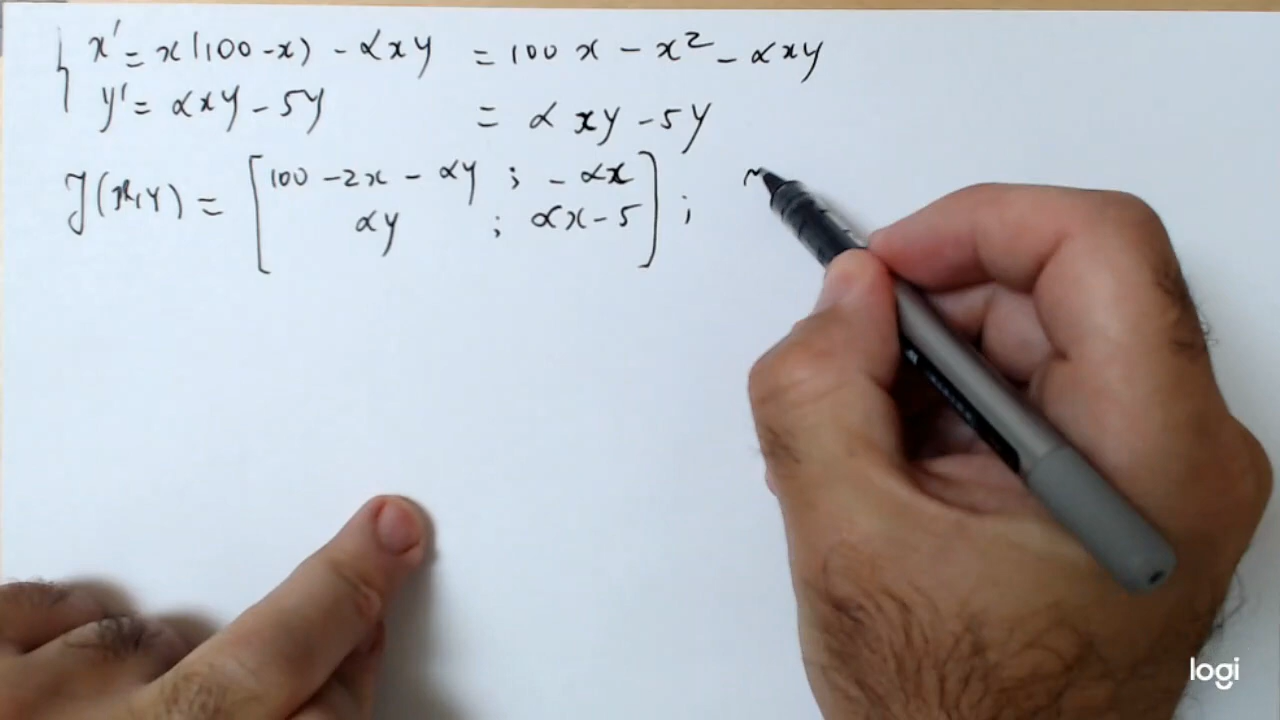 x' = x(100 - x) - αxy = 100x - x² - αxy
y' = αxy - 5y = αxy - 5y
J(x,y) = [100 - 2x - αy ; - αx
αy ; αx - 5] ;
logi